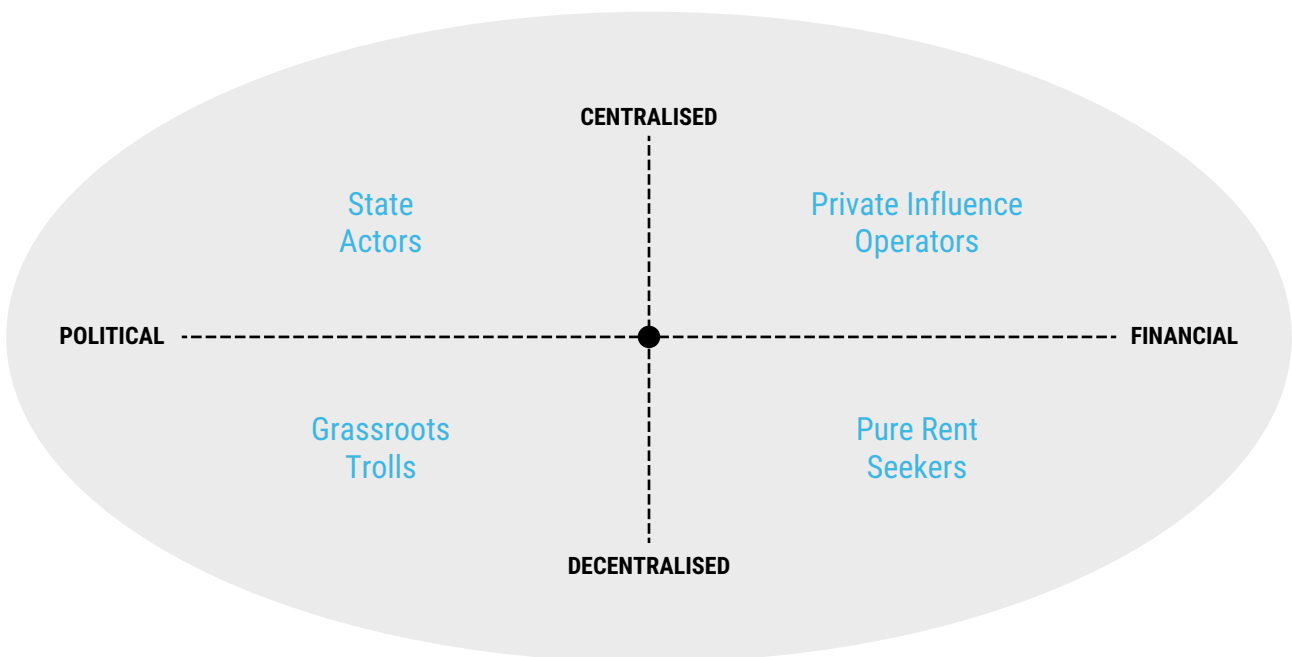 CENTRALISED
State
Actors
Private Influence
Operators
POLITICAL
FINANCIAL
Grassroots
Trolls
Pure Rent
Seekers
DECENTRALISED